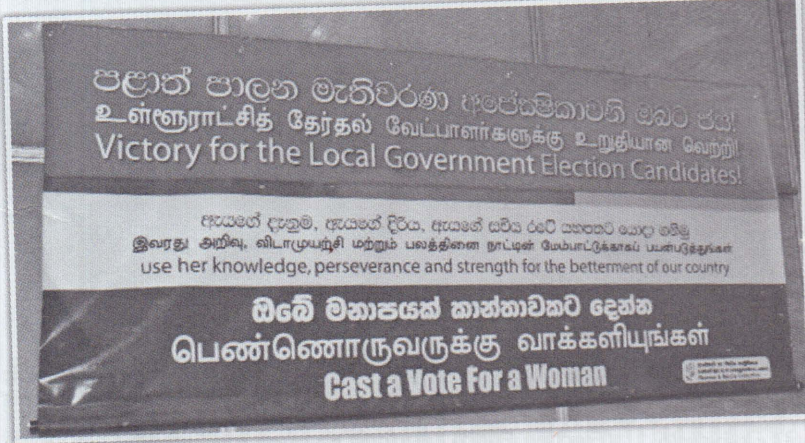 පළාත් පාලන මැතිවරණ අපේක්ෂිකාවනි ඔබට ජය!
உள்ளூராட்சித் தேர்தல் வேட்பாளர்களுக்கு உறுதியான வெற்றி!
Victory for the Local Government Election Candidates!
ඇයගේ දැනුම, ඇයගේ දිරිය, ඇයගේ සවිය රටේ යහපතට යොදා ගනිමු
இவரது அறிவு, விடாமுயற்சி மற்றும் பலத்தினை நாட்டின் மேம்பாட்டுக்காகப் பயன்படுத்துங்கள்
use her knowledge, perseverance and strength for the betterment of our country
ඔබේ මනාපයක් කාන්තාවකට දෙන්න
பெண்ணொருவருக்கு வாக்களியுங்கள்
Cast a Vote For a Woman